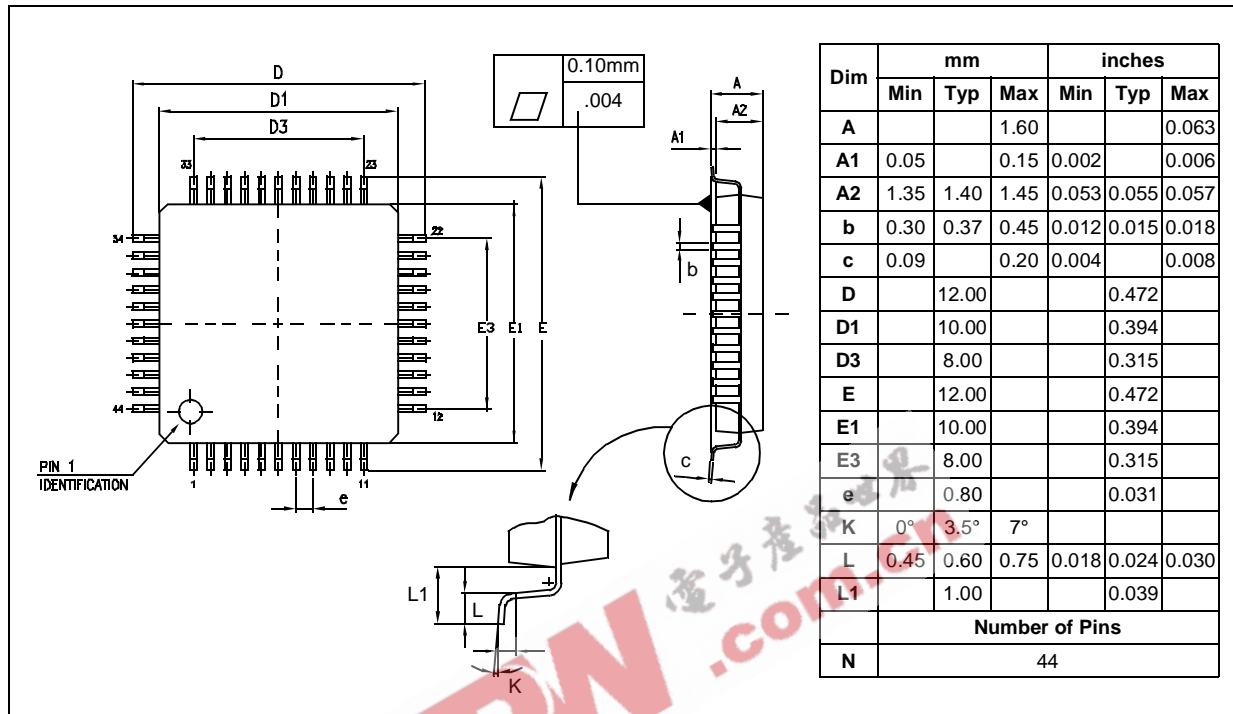 D
D1
D3
33
23
34
22
44
12
E3
E1
E
PIN 1
IDENTIFICATION
1
11
e
0.10mm
.004
A
A2
A1
b
c
L1
L
K
Dim mm inches
Min Typ Max Min Typ Max
A 1.60 0.063
A1 0.05 0.15 0.002 0.006
A2 1.35 1.40 1.45 0.053 0.055 0.057
b 0.30 0.37 0.45 0.012 0.015 0.018
c 0.09 0.20 0.004 0.008
D 12.00 0.472
D1 10.00 0.394
D3 8.00 0.315
E 12.00 0.472
E1 10.00 0.394
E3 8.00 0.315
e 0.80 0.031
K 0° 3.5° 7°
L 0.45 0.60 0.75 0.018 0.024 0.030
L1 1.00 0.039
Number of Pins
N 44
電子產品世界
.com.cn